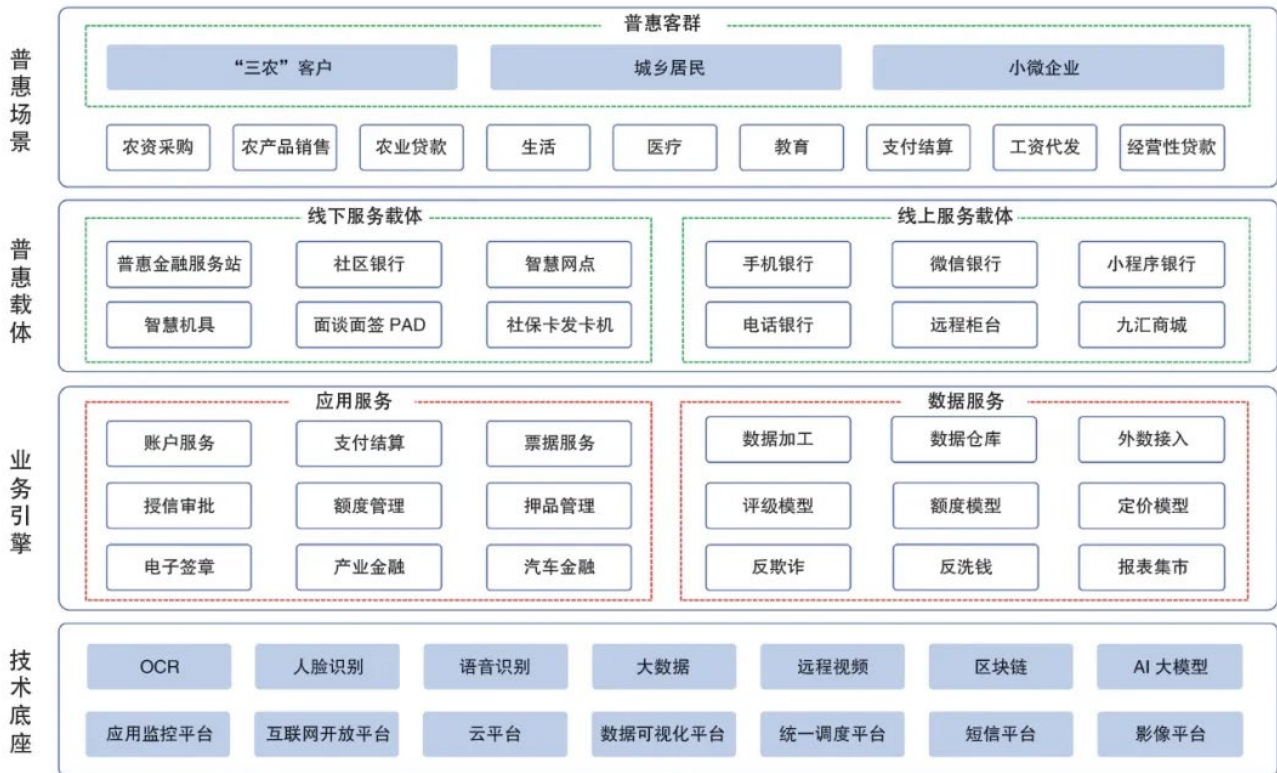 普惠场景
普惠客群
“三农”客户
城乡居民
小微企业
农资采购
农产品销售
农业贷款
生活
医疗
教育
支付结算
工资代发
经营性贷款
普惠载体
线下服务载体
普惠金融服务站
社区银行
智慧网点
智慧机具
面谈面签 PAD
社保卡发卡机
线上服务载体
手机银行
微信银行
小程序银行
电话银行
远程柜台
九汇商城
业务引擎
应用服务
账户服务
支付结算
票据服务
授信审批
额度管理
押品管理
电子签章
产业金融
汽车金融
数据服务
数据加工
数据仓库
外数接入
评级模型
额度模型
定价模型
反欺诈
反洗钱
报表集市
技术底座
OCR
人脸识别
语音识别
大数据
远程视频
区块链
AI 大模型
应用监控平台
互联网开放平台
云平台
数据可视化平台
统一调度平台
短信平台
影像平台